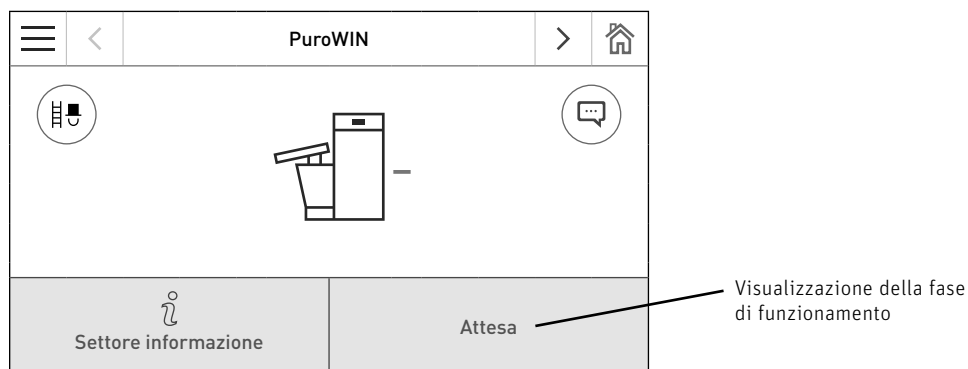 PuroWIN
Settore informazione
Attesa
Visualizzazione della fase
di funzionamento